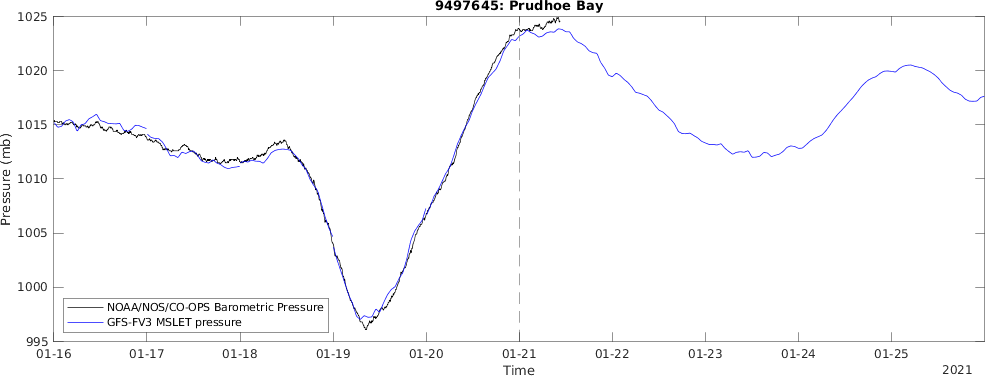 9497645: Prudhoe Bay
1025
1020
1015
1010
1005
1000
995
Pressure (mb)
NOAA/NOS/CO-OPS Barometric Pressure
GFS-FV3 MSLET pressure
01-16 01-17 01-18 01-19 01-20 01-21 01-22 01-23 01-24 01-25
Time
2021